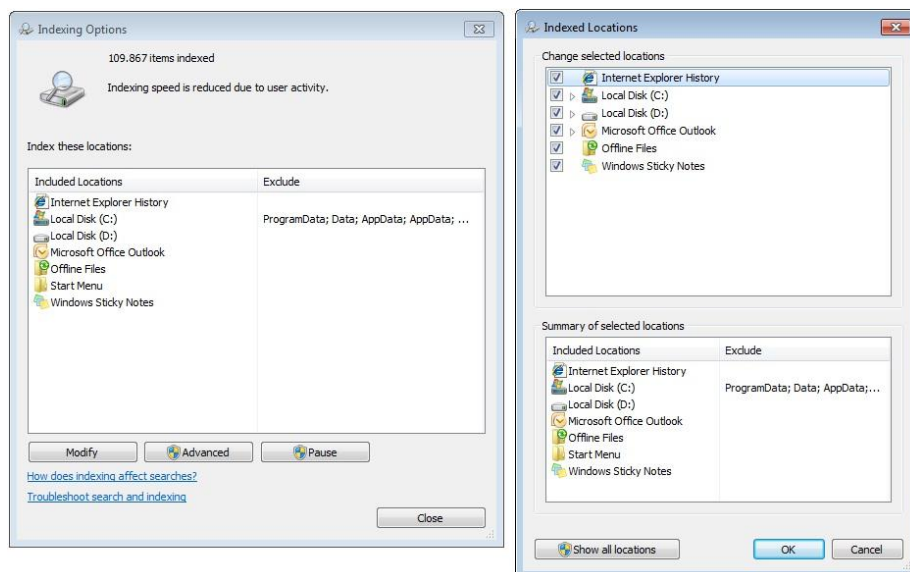 Indexing Options
109.867 items indexed
Indexing speed is reduced due to user activity.
Index these locations:
Included Locations Exclude
Internet Explorer History
Local Disk (C:) ProgramData; Data; AppData; AppData; ...
Local Disk (D:)
Microsoft Office Outlook
Offline Files
Start Menu
Windows Sticky Notes
Modify Advanced Pause
How does indexing affect searches?
Troubleshoot search and indexing
Close
Indexed Locations
Change selected locations
Internet Explorer History
Local Disk (C:)
Local Disk (D:)
Microsoft Office Outlook
Offline Files
Windows Sticky Notes
Summary of selected locations
Included Locations Exclude
Internet Explorer History
Local Disk (C:) ProgramData; Data; AppData;...
Local Disk (D:)
Microsoft Office Outlook
Offline Files
Start Menu
Windows Sticky Notes
Show all locations OK Cancel